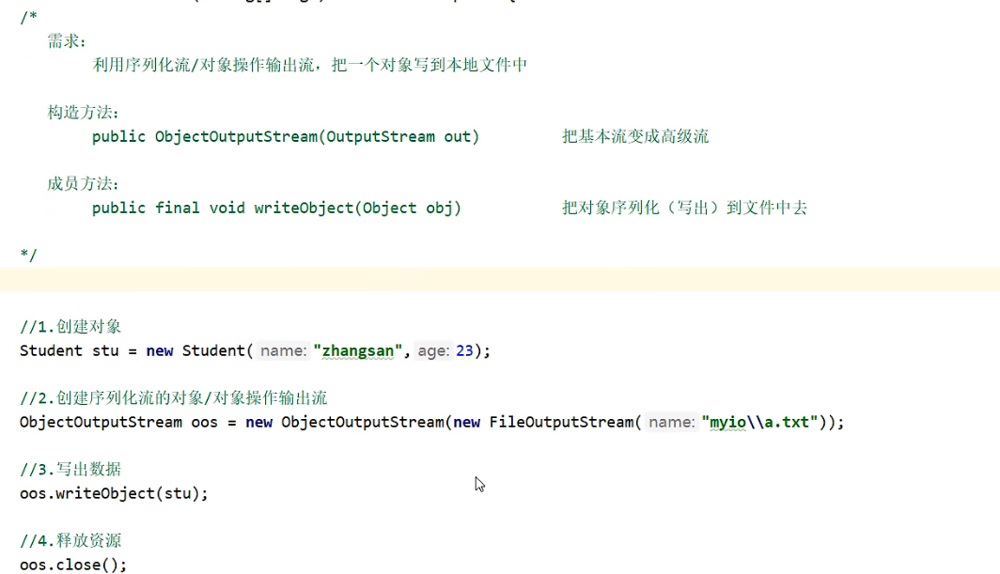 /*
需求：
利用序列化流/对象操作输出流，把一个对象写到本地文件中
构造方法：
public ObjectOutputStream(OutputStream out) 把基本流变成高级流
成员方法：
public final void writeObject(Object obj) 把对象序列化（写出）到文件中去
*/
//1.创建对象
Student stu = new Student( name: "zhangsan", age: 23);
//2.创建序列化流的对象/对象操作输出流
ObjectOutputStream oos = new ObjectOutputStream(new FileOutputStream( name: "myio\\a.txt"));
//3.写出数据
oos.writeObject(stu);
//4.释放资源
oos.close();